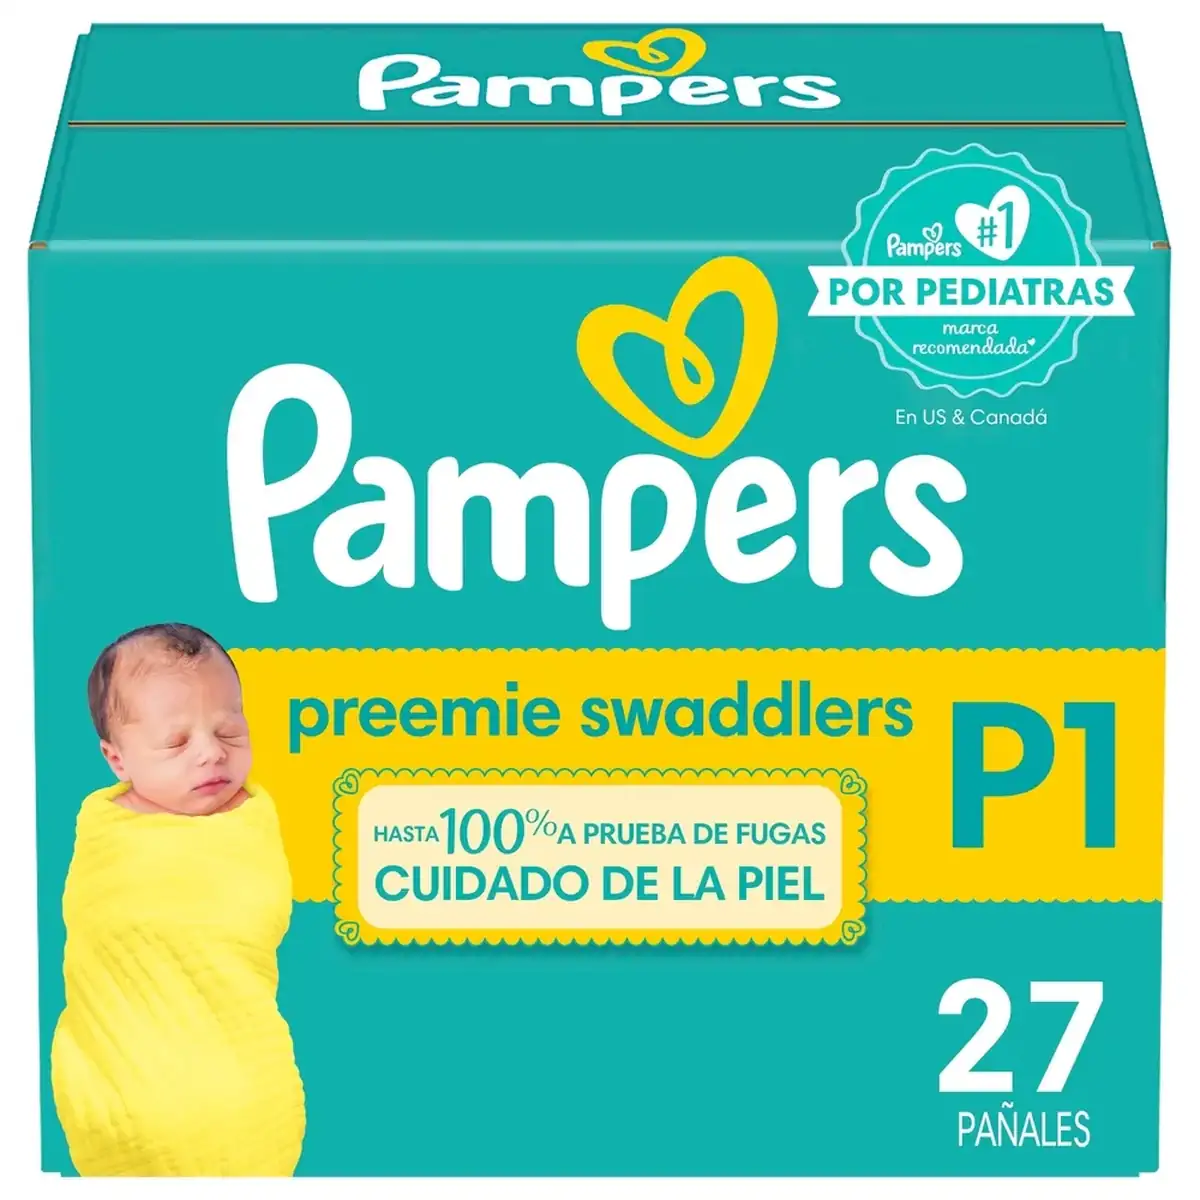 Pampers
Pampers #1
POR PEDIATRAS
marca
recomendada
En US & Canadá
Pampers
preemie swaddlers
P1
HASTA 100% A PRUEBA DE FUGAS
CUIDADO DE LA PIEL
27
PAÑALES